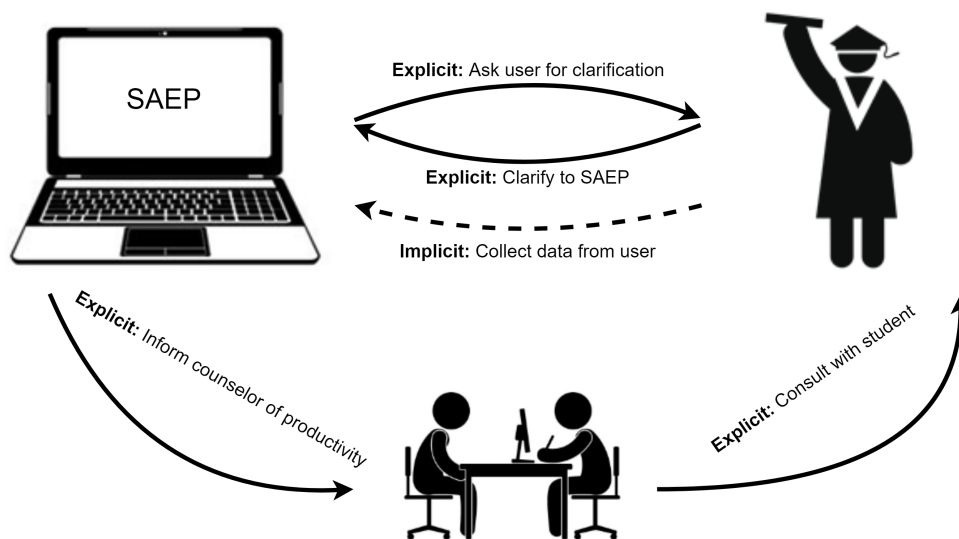 SAEP
Explicit: Ask user for clarification
Explicit: Clarify to SAEP
Implicit: Collect data from user
Explicit: Inform counselor of productivity
Explicit: Consult with student